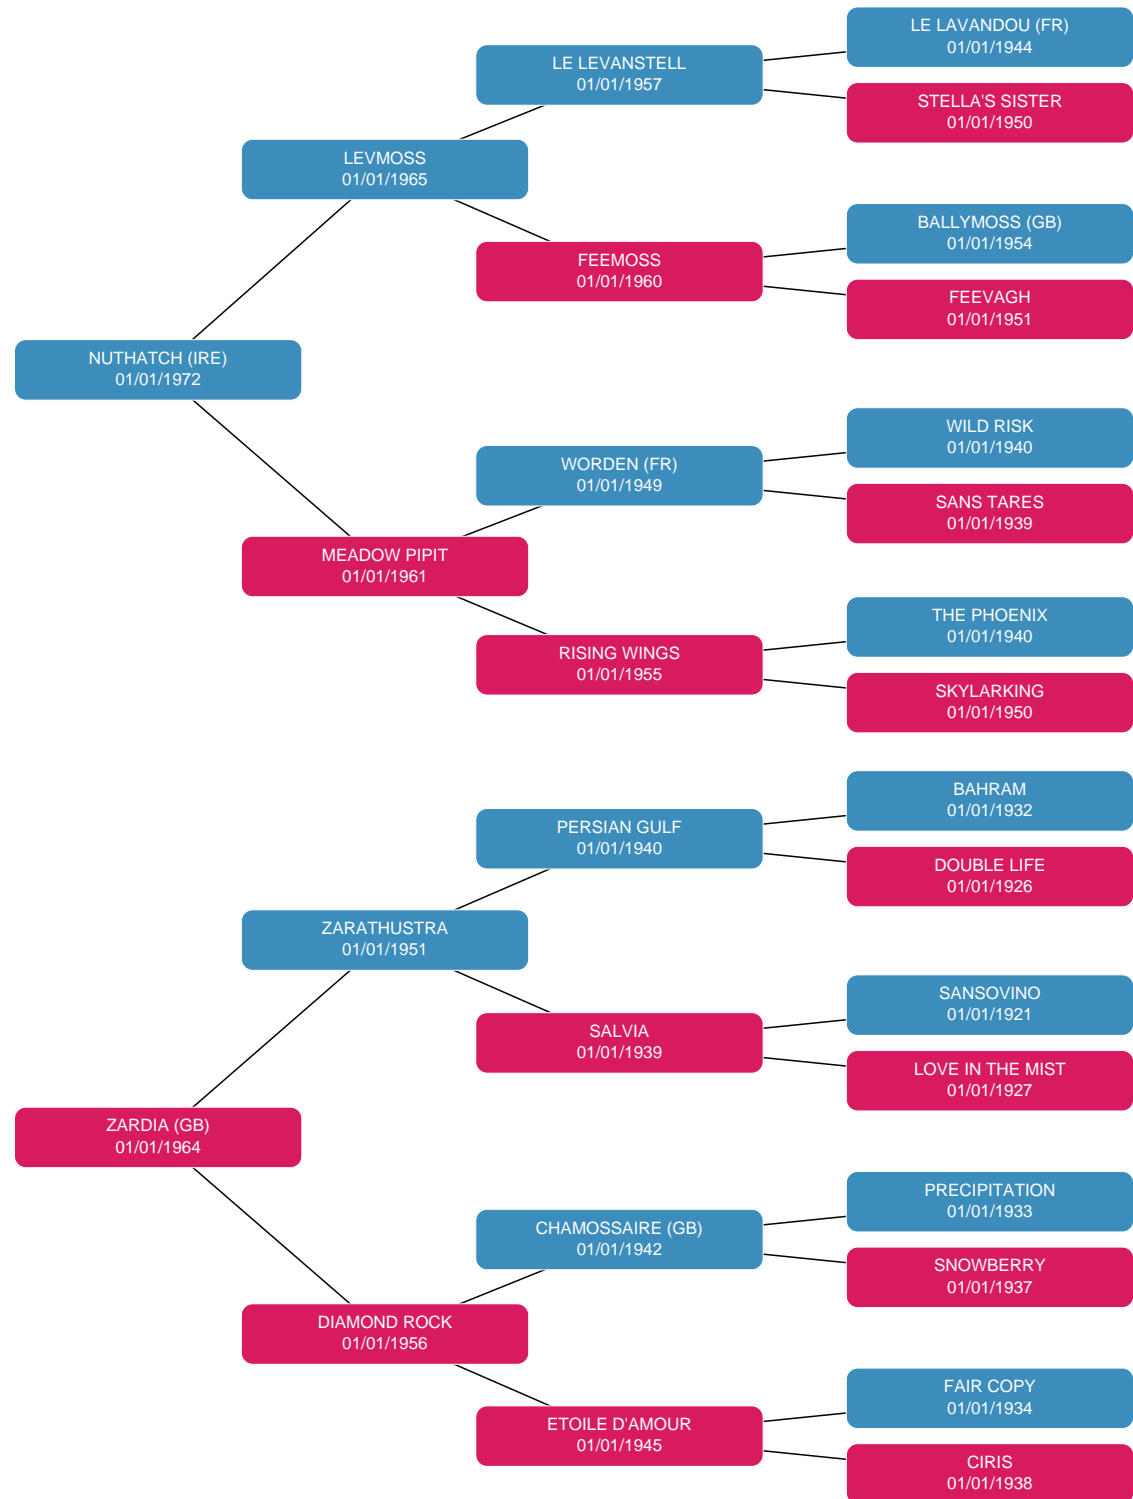 LE LAVANDOU (FR)
01/01/1944
LE LEVANSTELL
01/01/1957
STELLA'S SISTER
01/01/1950
LEVMOSS
01/01/1965
BALLYMOSS (GB)
01/01/1954
FEEMOSS
01/01/1960
FEEVAGH
01/01/1951
NUTHATCH (IRE)
01/01/1972
WILD RISK
01/01/1940
WORDEN (FR)
01/01/1949
SANS TARES
01/01/1939
MEADOW PIPIT
01/01/1961
THE PHOENIX
01/01/1940
RISING WINGS
01/01/1955
SKYLARKING
01/01/1950
BAHRAM
01/01/1932
PERSIAN GULF
01/01/1940
DOUBLE LIFE
01/01/1926
ZARATHUSTRA
01/01/1951
SANSOVINO
01/01/1921
SALVIA
01/01/1939
LOVE IN THE MIST
01/01/1927
ZARDIA (GB)
01/01/1964
PRECIPITATION
01/01/1933
CHAMOSSAIRE (GB)
01/01/1942
SNOWBERRY
01/01/1937
DIAMOND ROCK
01/01/1956
FAIR COPY
01/01/1934
ETOILE D'AMOUR
01/01/1945
CIRIS
01/01/1938